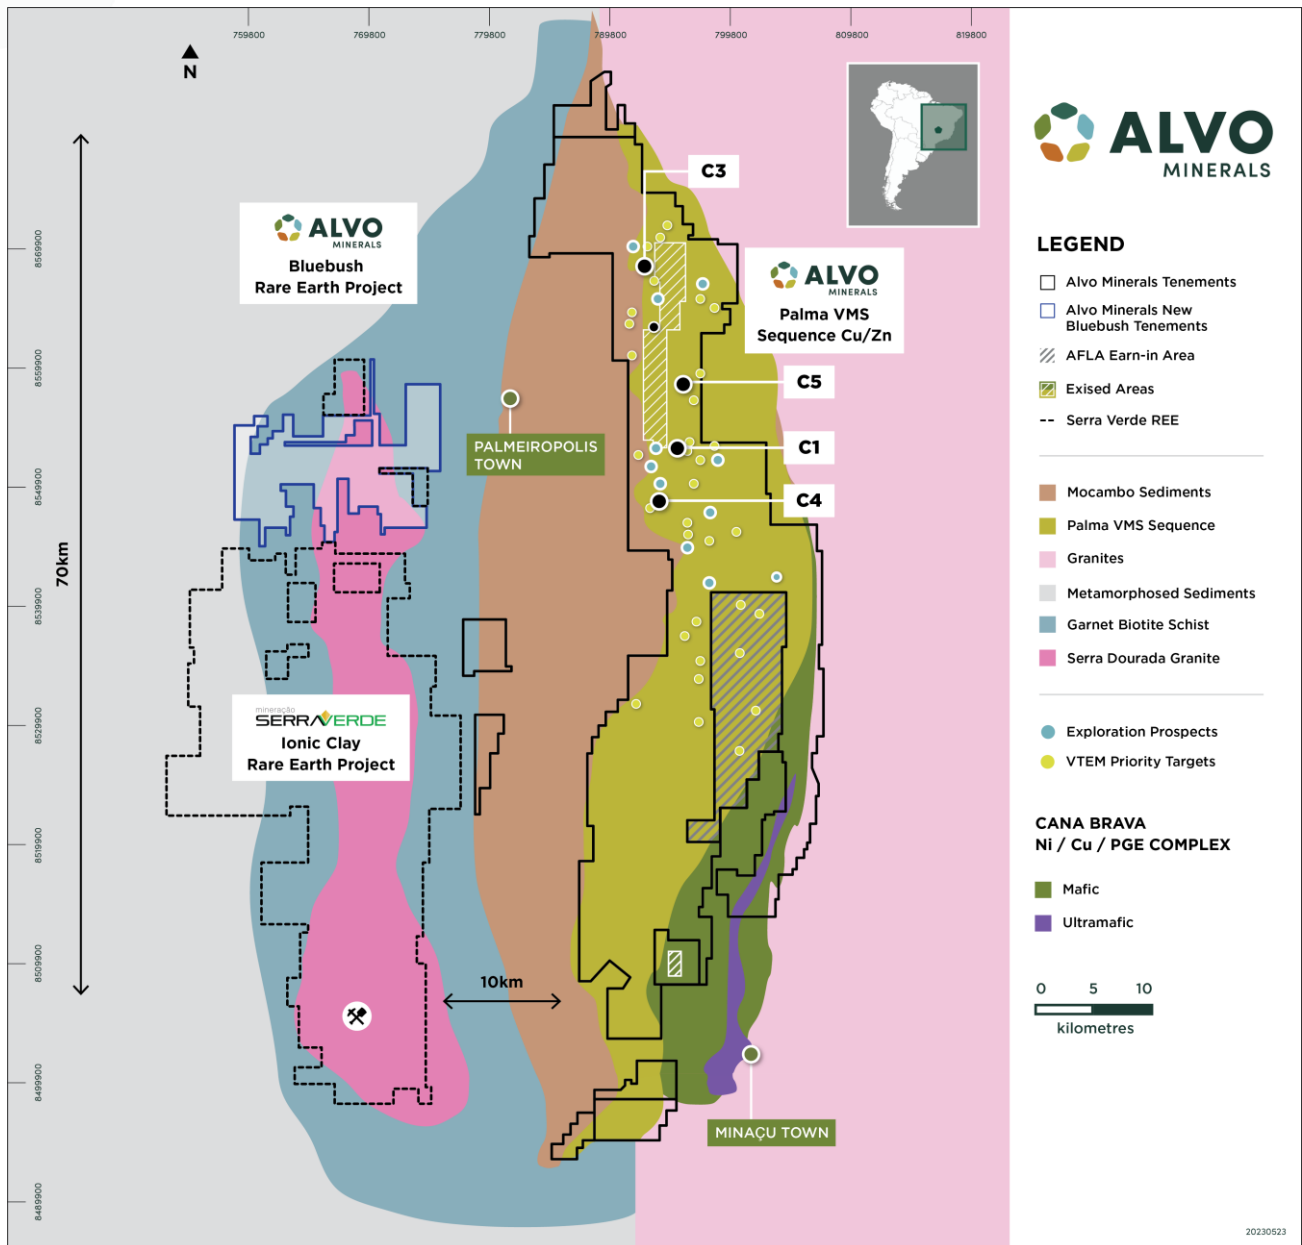 759800
769800
779800
789800
799800
809800
819800
N
8569900
8559900
8549900
8539900
8529900
8519900
8509900
8499900
8489900
70km
10km
ALVO
MINERALS
Bluebush
Rare Earth Project
ALVO
MINERALS
Palma VMS
Sequence Cu/Zn
C3
C5
C1
C4
PALMEIROPOLIS
TOWN
mineração
SERRAVERDE
Ionic Clay
Rare Earth Project
MINAÇU TOWN
ALVO
MINERALS
LEGEND
Alvo Minerals Tenements
Alvo Minerals New
Bluebush Tenements
AFLA Earn-in Area
Exised Areas
Serra Verde REE
Mocambo Sediments
Palma VMS Sequence
Granites
Metamorphosed Sediments
Garnet Biotite Schist
Serra Dourada Granite
Exploration Prospects
VTEM Priority Targets
CANA BRAVA
Ni / Cu / PGE COMPLEX
Mafic
Ultramafic
0 5 10
kilometres
20230523